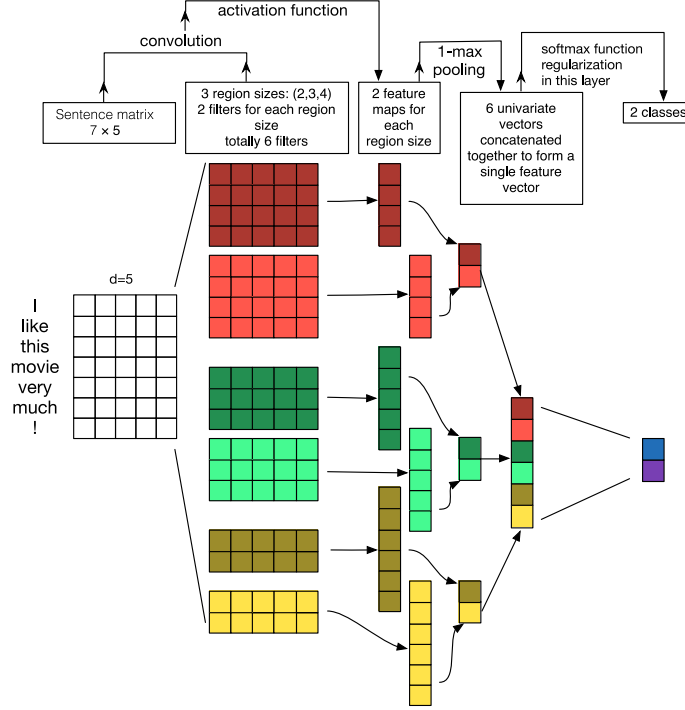 activation function
convolution
1-max
pooling
softmax function
regularization
in this layer
Sentence matrix
7 × 5
3 region sizes: (2,3,4)
2 filters for each region
size
totally 6 filters
2 feature
maps for
each
region size
6 univariate
vectors
concatenated
together to form a
single feature
vector
2 classes
d=5
I
like
this
movie
very
much
!